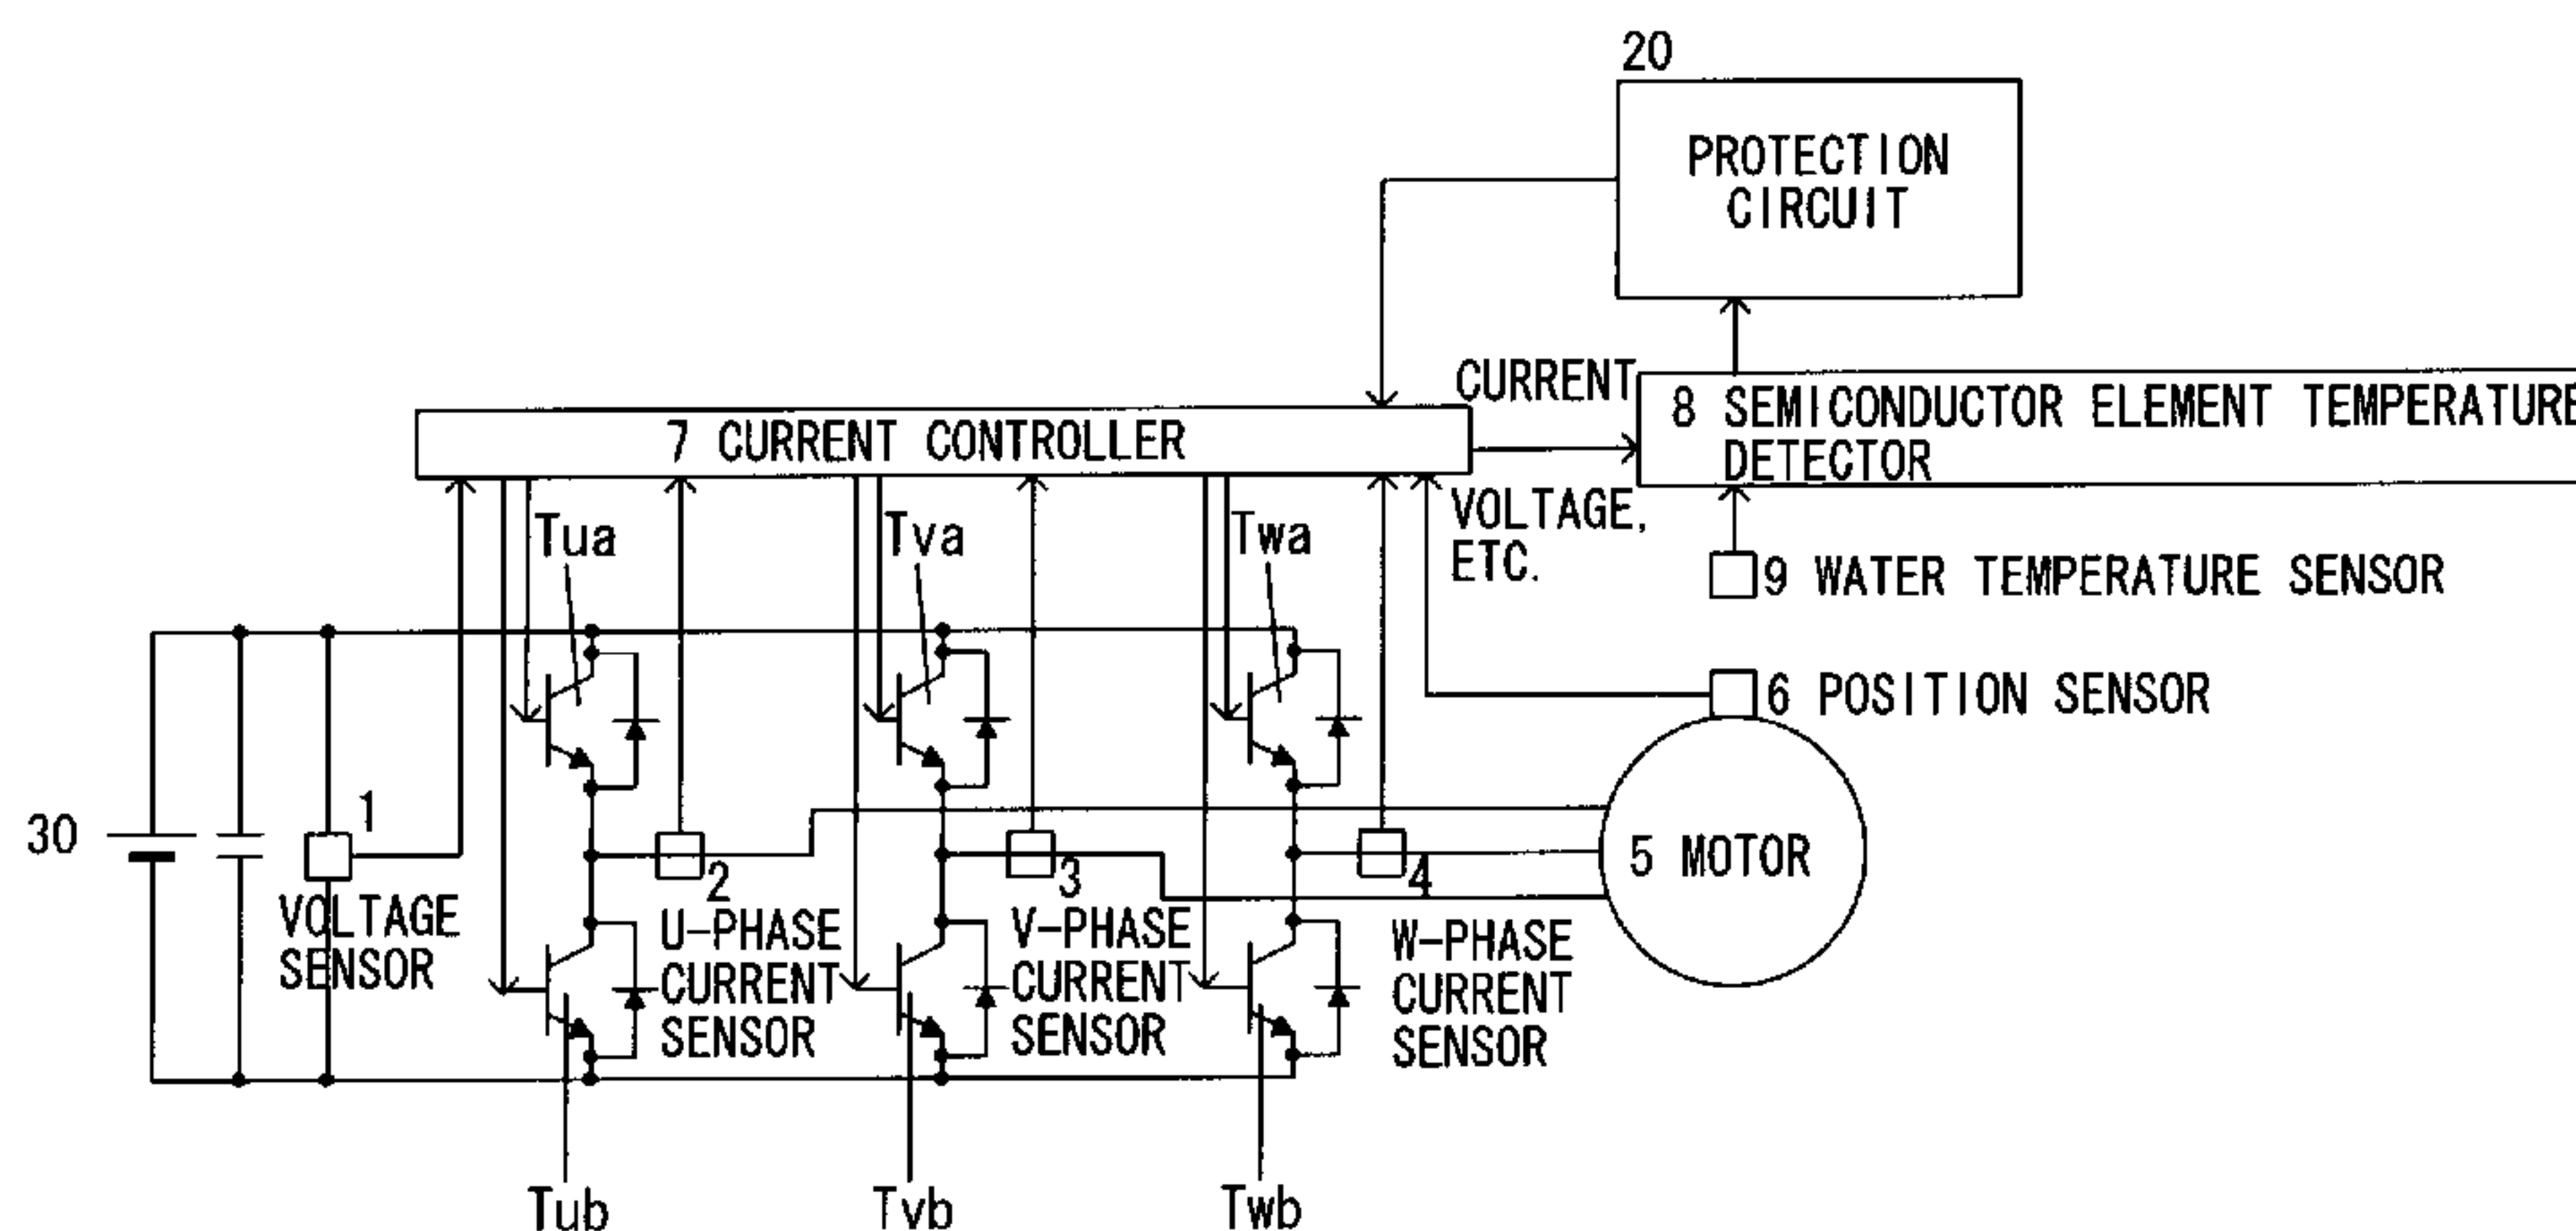 20
PROTECTION
CIRCUIT
CURRENT
7 CURRENT CONTROLLER
8 SEMICONDUCTOR ELEMENT TEMPERATURE
DETECTOR
VOLTAGE,
ETC.
Tua
Tva
Twa
9 WATER TEMPERATURE SENSOR
6 POSITION SENSOR
30
1
VOLTAGE
SENSOR
2
U-PHASE
CURRENT
SENSOR
3
V-PHASE
CURRENT
SENSOR
4
W-PHASE
CURRENT
SENSOR
5 MOTOR
Tub
Tvb
Twb